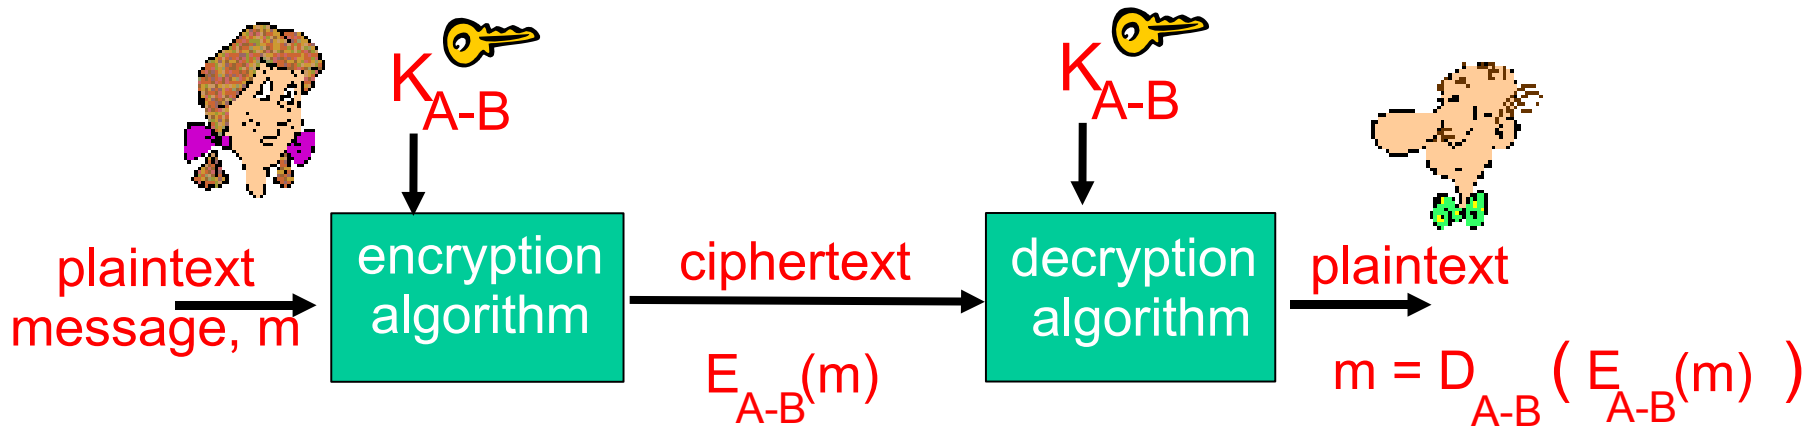 K A-B
K A-B
plaintext
message, m
encryption
algorithm
ciphertext
E A-B (m)
decryption
algorithm
plaintext
m = D A-B ( E A-B (m) )